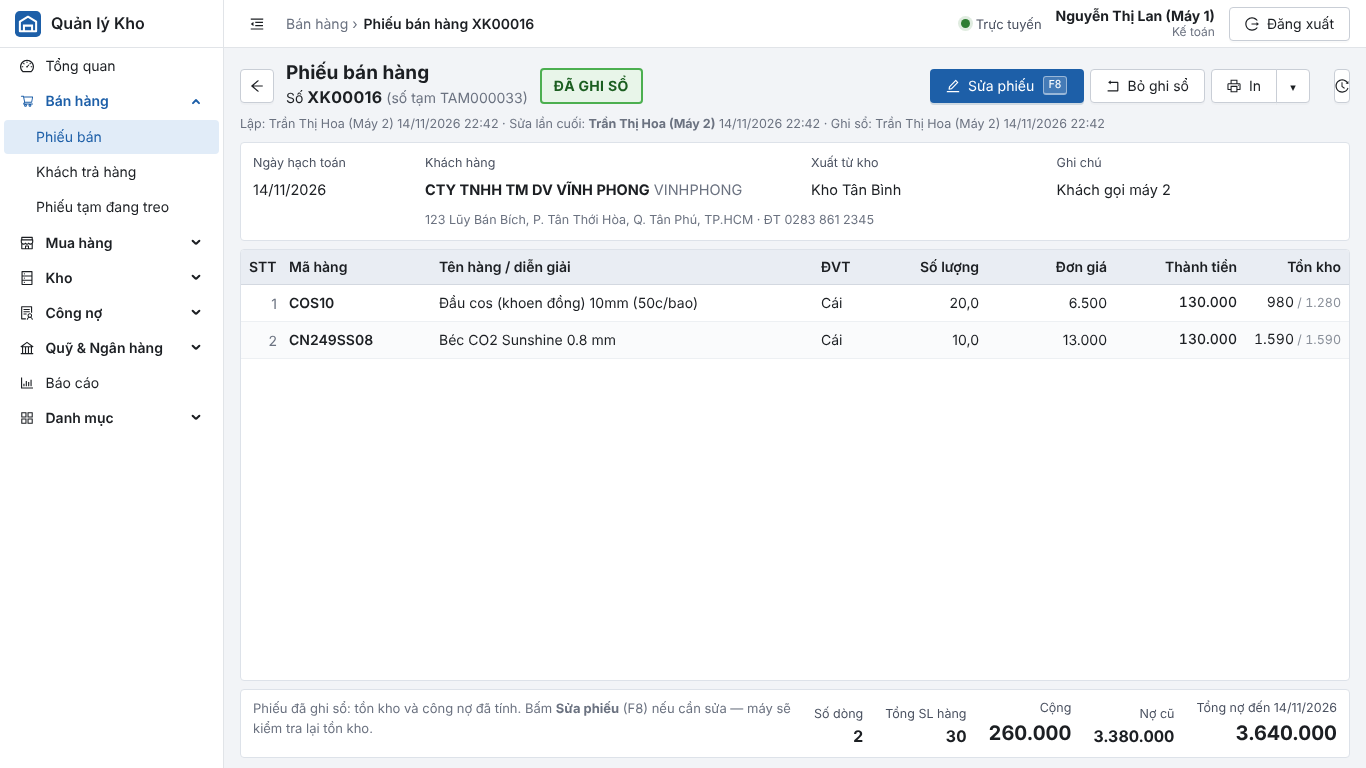 Quản lý Kho
Bán hàng › Phiếu bán hàng XK00016
Trực tuyến
Nguyễn Thị Lan (Máy 1)
Kế toán
Đăng xuất
Tổng quan
Bán hàng
Phiếu bán
Khách trả hàng
Phiếu tạm đang treo
Mua hàng
Kho
Công nợ
Quỹ & Ngân hàng
Báo cáo
Danh mục
Phiếu bán hàng
Số XK00016 (số tạm TAM000033)
ĐÃ GHI SỔ
Sửa phiếu F8
Bỏ ghi sổ
In
Lập: Trần Thị Hoa (Máy 2) 14/11/2026 22:42 · Sửa lần cuối: Trần Thị Hoa (Máy 2) 14/11/2026 22:42 · Ghi sổ: Trần Thị Hoa (Máy 2) 14/11/2026 22:42
Ngày hạch toán Khách hàng Xuất từ kho Ghi chú
14/11/2026 CTY TNHH TM DV VĨNH PHONG VINHPHONG Kho Tân Bình Khách gọi máy 2
123 Lũy Bán Bích, P. Tân Thới Hòa, Q. Tân Phú, TP.HCM · ĐT 0283 861 2345
STT Mã hàng Tên hàng / diễn giải ĐVT Số lượng Đơn giá Thành tiền Tồn kho
1 COS10 Đầu cos (khoen đồng) 10mm (50c/bao) Cái 20,0 6.500 130.000 980 / 1.280
2 CN249SS08 Béc CO2 Sunshine 0.8 mm Cái 10,0 13.000 130.000 1.590 / 1.590
Phiếu đã ghi sổ: tồn kho và công nợ đã tính. Bấm Sửa phiếu (F8) nếu cần sửa — máy sẽ
kiểm tra lại tồn kho.
Số dòng Tổng SL hàng Cộng Nợ cũ Tổng nợ đến 14/11/2026
2 30 260.000 3.380.000 3.640.000